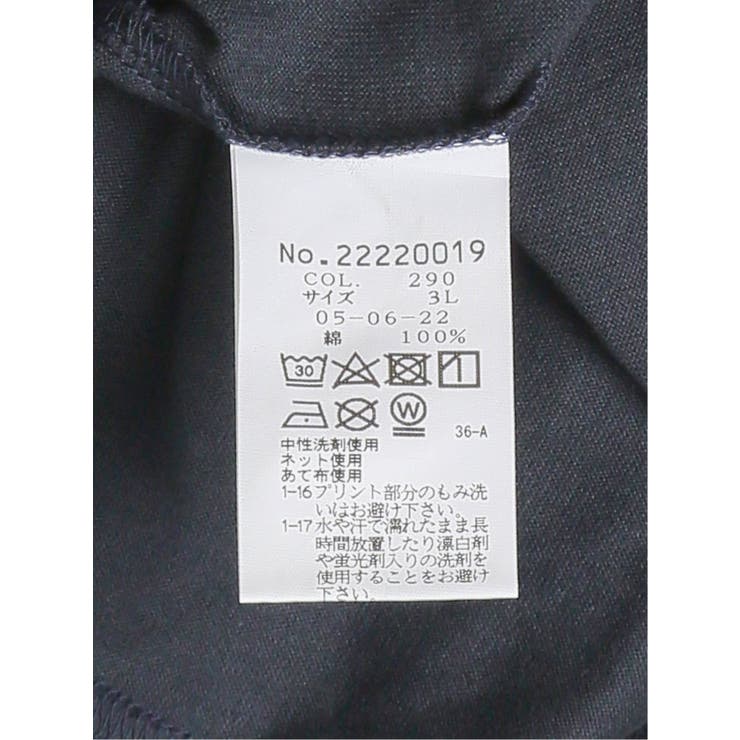 No.22220019
COL. 290
サイズ 3L
05-06-22
綿 100%
30
W
36-A
中性洗剤使用
ネット使用
あて布使用
1-16プリント部分のもみ洗
いはお避け下さい。
1-17水や汗で濡れたまま長
時間放置したり漂白剤
や蛍光剤入りの洗剤を
使用することをお避け
下さい。